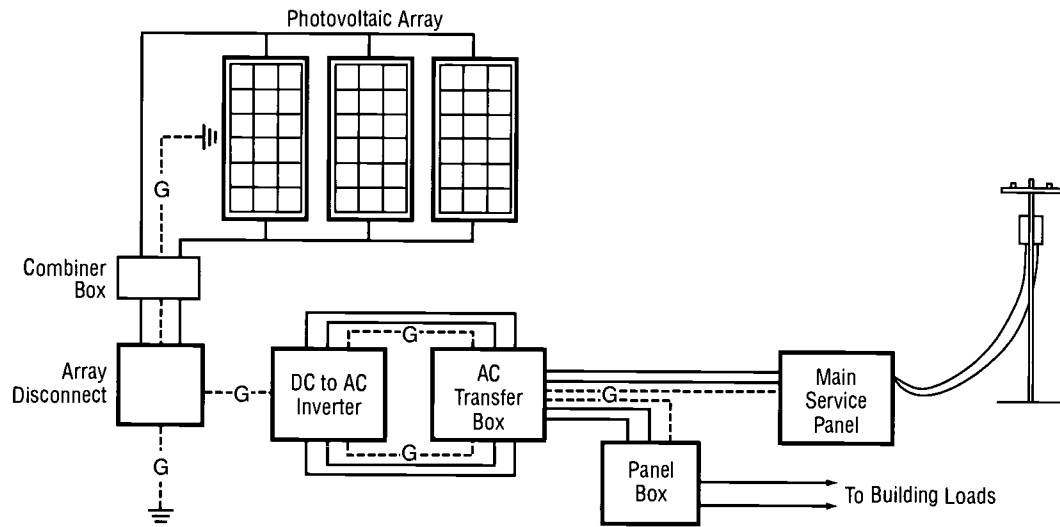 Photovoltaic Array
G
Combiner
Box
Array
Disconnect
G
G
DC to AC
Inverter
G
G
AC
Transfer
Box
G
Main
Service
Panel
Panel
Box
To Building Loads